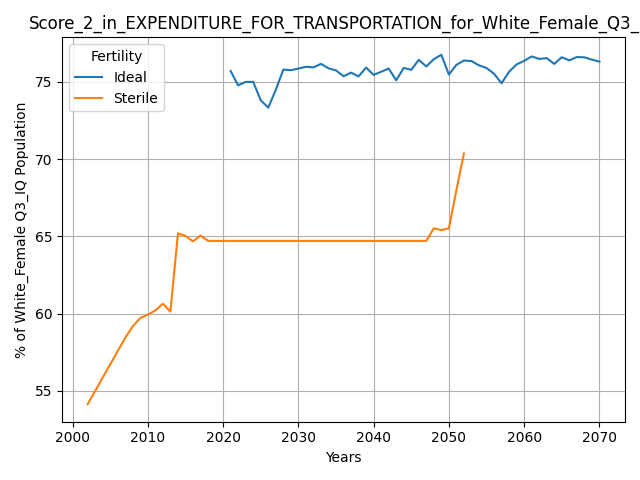 Score_2_in_EXPENDITURE_FOR_TRANSPORTATION_for_White_Female_Q3_
Fertility
Ideal
Sterile
% of White_Female Q3_IQ Population
75
70
65
60
55
2000 2010 2020 2030 2040 2050 2060 2070
Years